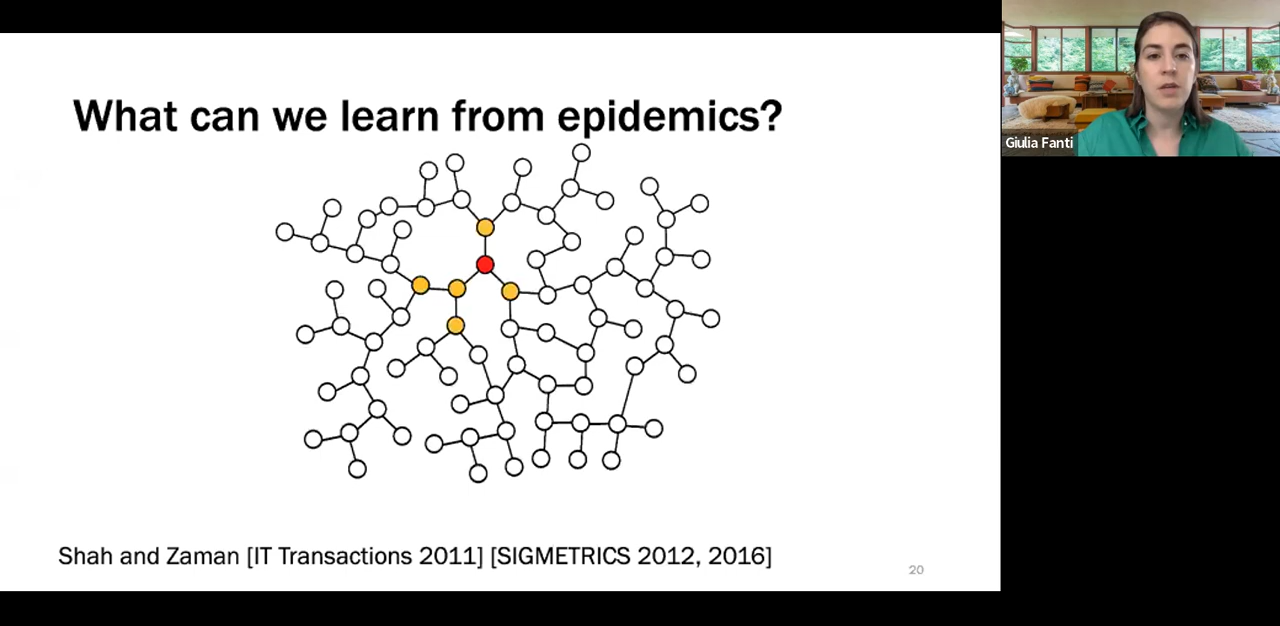 What can we learn from epidemics?
Giulia Fanti
Shah and Zaman [IT Transactions 2011] [SIGMETRICS 2012, 2016]
20